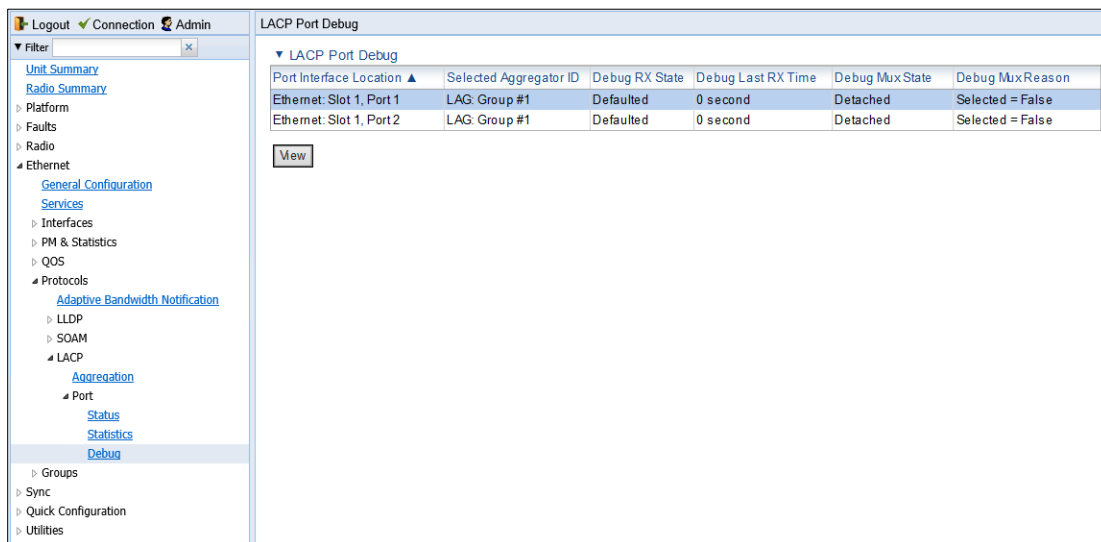 Logout Connection Admin
Filter
Unit Summary
Radio Summary
Platform
Faults
Radio
Ethernet
General Configuration
Services
Interfaces
PM & Statistics
QOS
Protocols
Adaptive Bandwidth Notification
LLDP
SOAM
LACP
Aggregation
Port
Status
Statistics
Debug
Groups
Sync
Quick Configuration
Utilities
LACP Port Debug
▼ LACP Port Debug
Port Interface Location ▲ Selected Aggregator ID Debug RX State Debug Last RX Time Debug Mux State Debug Mux Reason
Ethernet: Slot 1, Port 1 LAG: Group #1 Defaulted 0 second Detached Selected = False
Ethernet: Slot 1, Port 2 LAG: Group #1 Defaulted 0 second Detached Selected = False
View